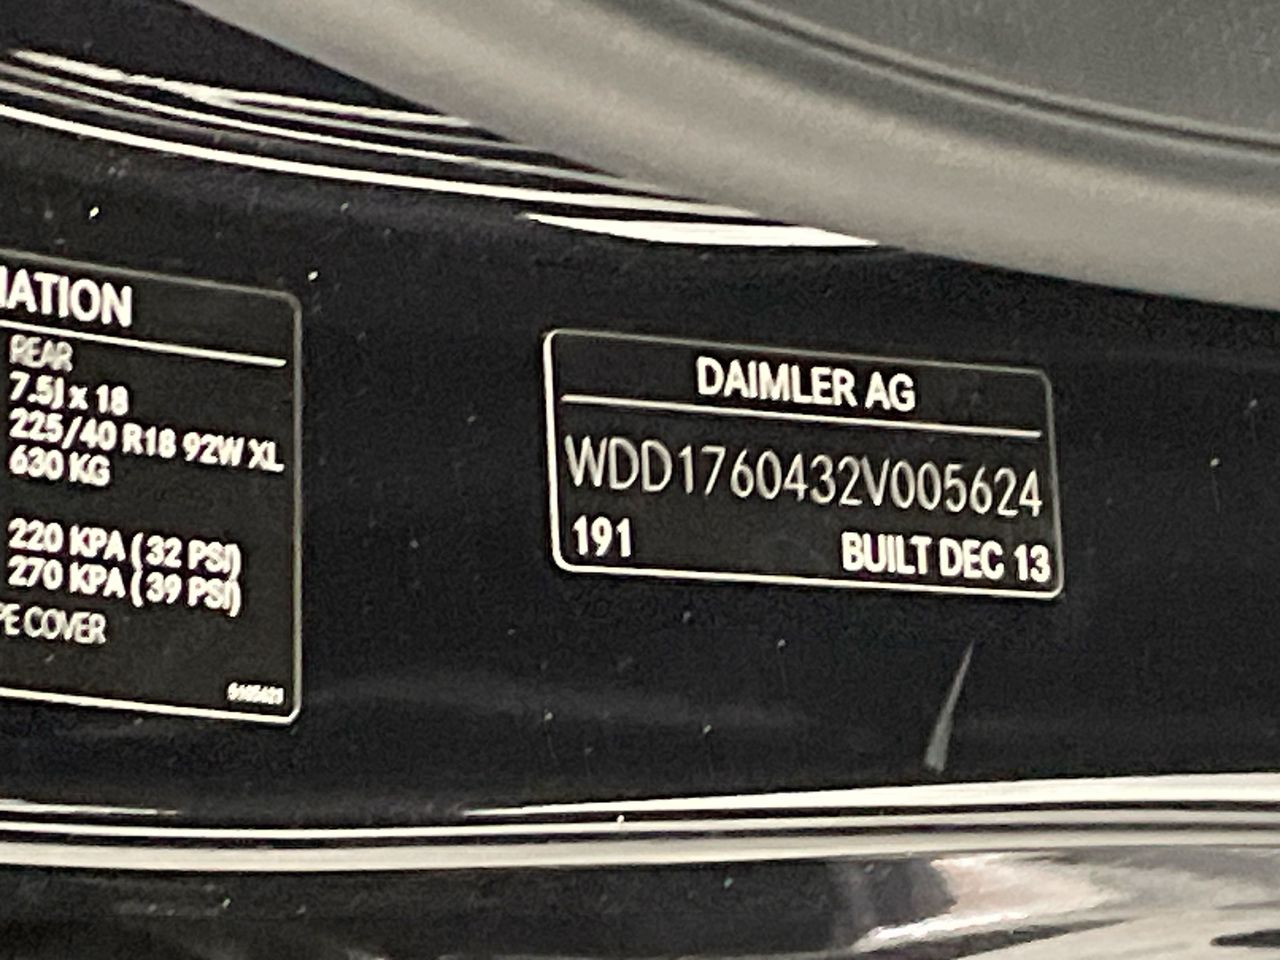 MATION
REAR
7.5J x 18
225/40 R18 92W XL
630 KG
220 KPA (32 PSI)
270 KPA (39 PSI)
PE COVER
DAIMLER AG
WDD1760432V005624
191 BUILT DEC 13